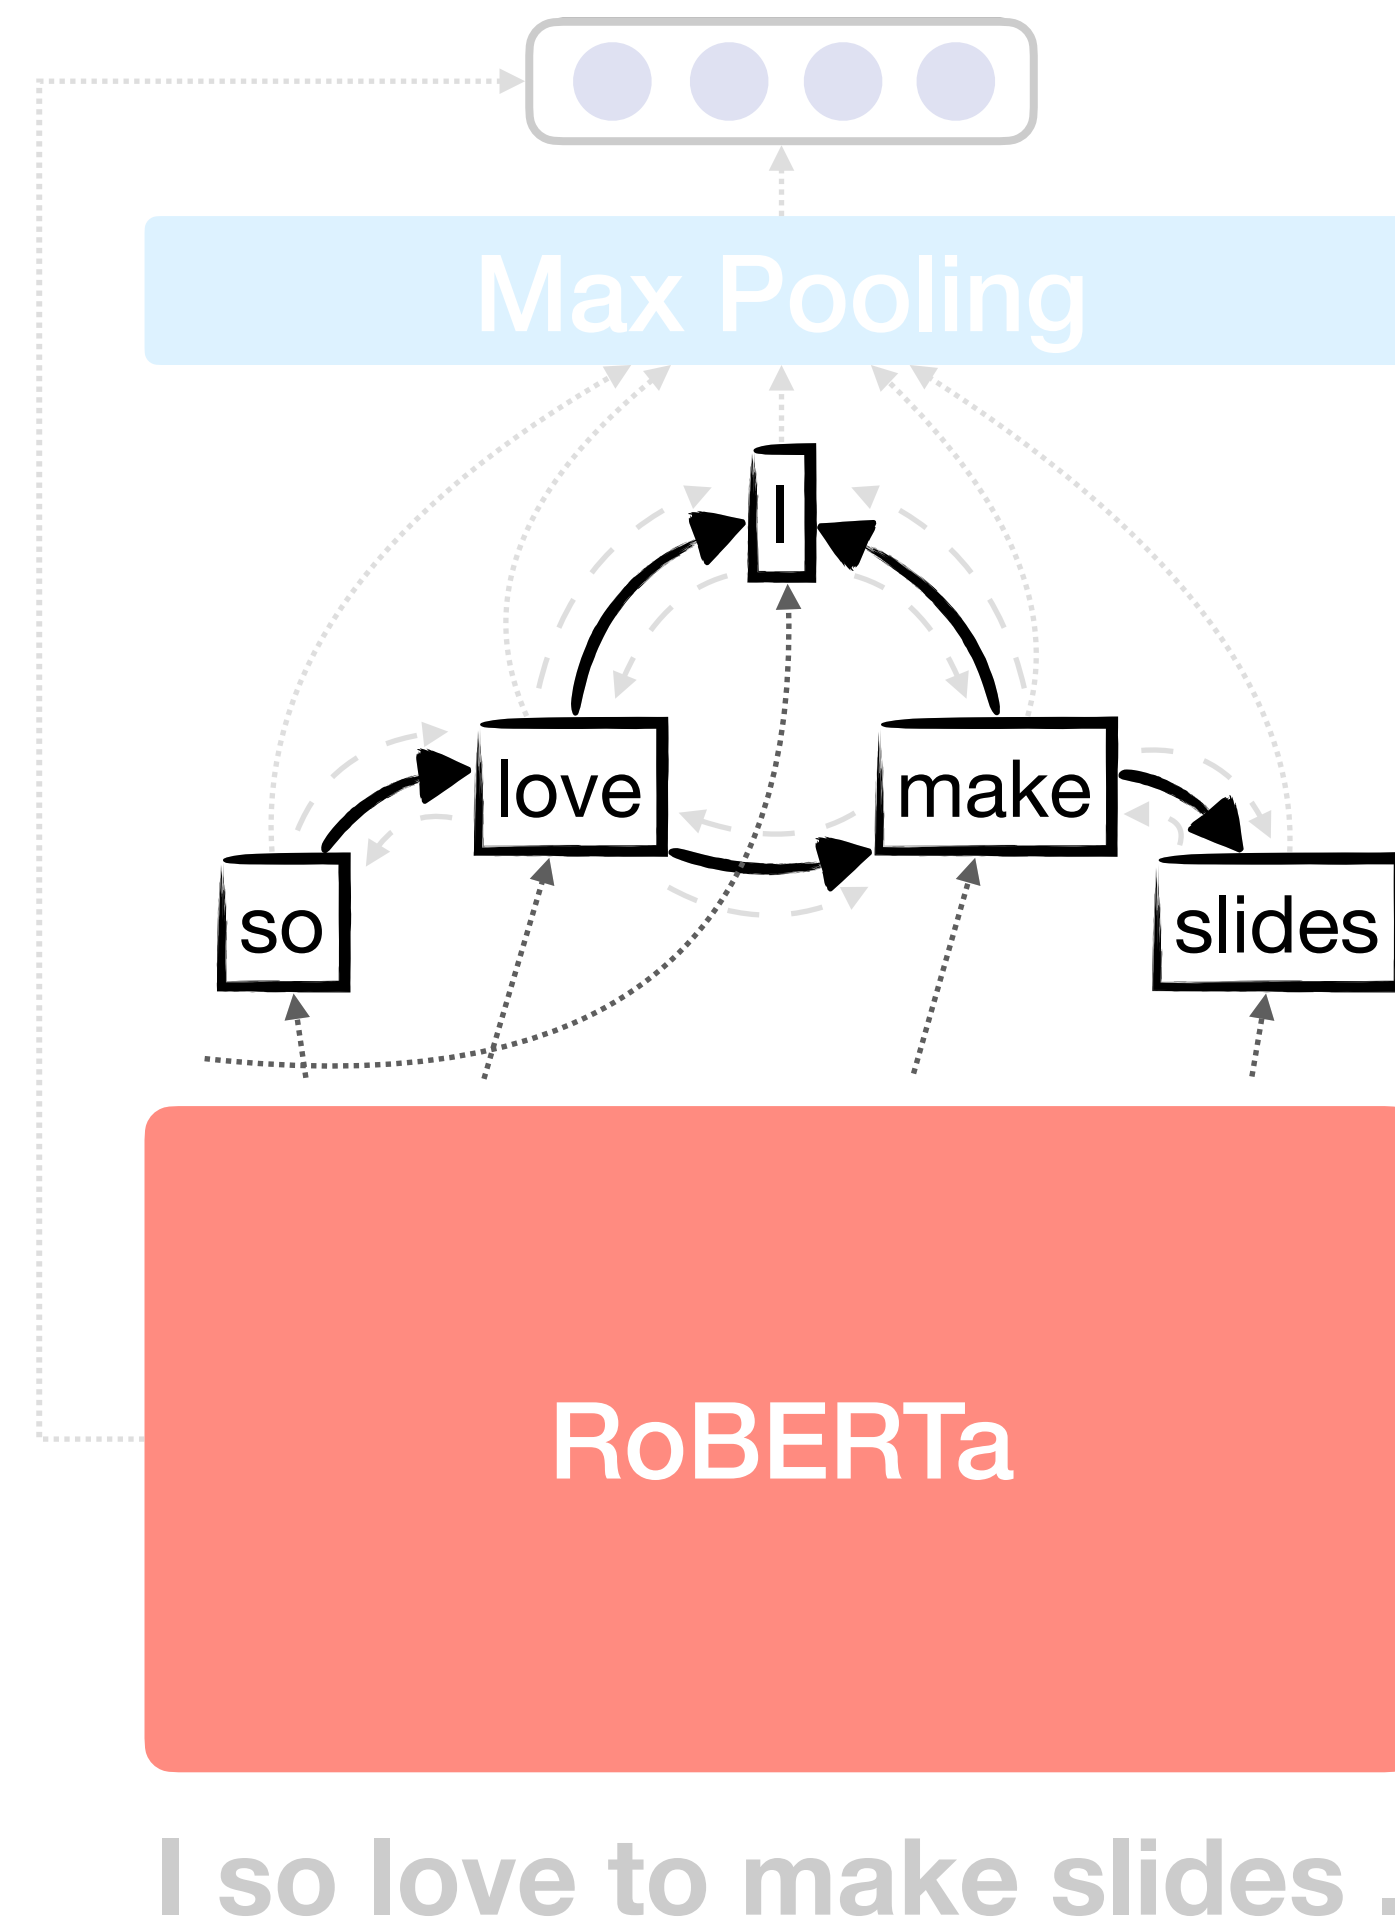 Max Pooling
I
love
make
so
slides
RoBERTa
I so love to make slides .